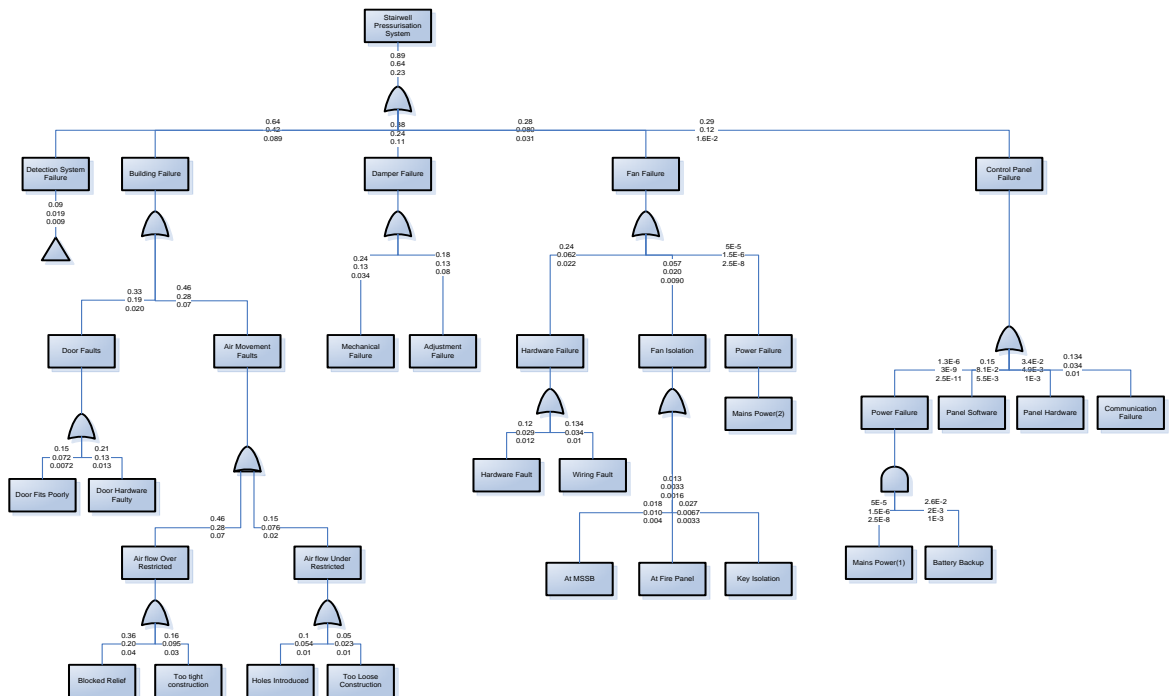 Stairwell
Pressurisation
System
0.89
0.64
0.23
0.64
0.42
0.089
0.38
0.24
0.11
0.28
0.080
0.031
0.29
0.12
1.6E-2
Detection System
Failure
Building Failure
Damper Failure
Fan Failure
Control Panel
Failure
0.09
0.019
0.009
0.33
0.19
0.020
0.46
0.28
0.07
0.24
0.13
0.034
0.18
0.13
0.08
0.24
0.062
0.022
0.057
0.020
0.0090
5E-5
1.5E-6
2.5E-8
Door Faults
Air Movement
Faults
Mechanical
Failure
Adjustment
Failure
Hardware Failure
Fan Isolation
Power Failure
1.3E-6
3E-9
2.5E-11
0.15
8.1E-2
5.5E-3
3.4E-2
4.9E-3
1E-3
0.134
0.034
0.01
Mains Power(2)
Power Failure
Panel Software
Panel Hardware
Communication
Failure
0.15
0.072
0.0072
0.21
0.13
0.013
0.12
0.029
0.012
0.134
0.034
0.01
Door Fits Poorly
Door Hardware
Faulty
Hardware Fault
Wiring Fault
0.018
0.010
0.004
0.013
0.0033
0.0016
0.027
0.0067
0.0033
5E-5
1.5E-6
2.5E-8
2.6E-2
2E-3
1E-3
0.46
0.28
0.07
0.15
0.076
0.02
Air flow Over
Restricted
Air flow Under
Restricted
At MSSB
At Fire Panel
Key Isolation
Mains Power(1)
Battery Backup
0.36
0.20
0.04
0.16
0.095
0.03
0.1
0.054
0.01
0.05
0.023
0.01
Blocked Relief
Too tight
construction
Holes Introduced
Too Loose
Construction